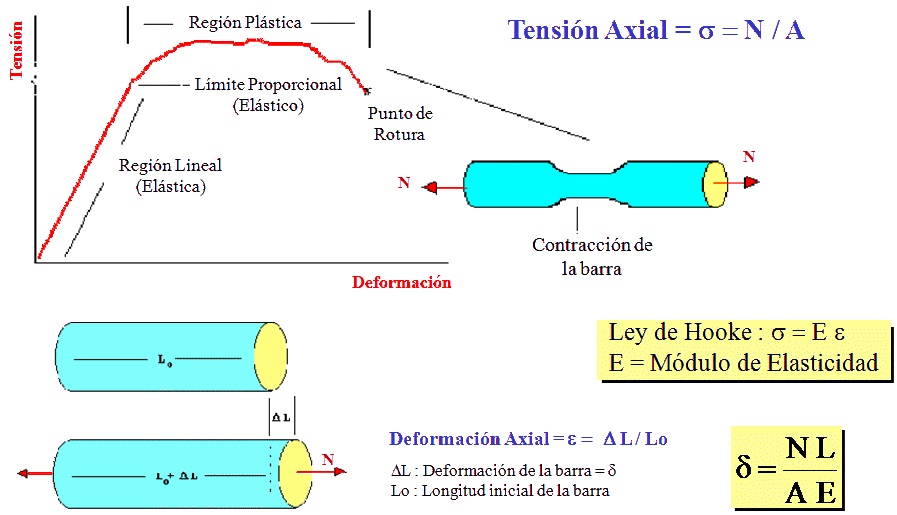 Región Plástica
Tensión Axial = σ = N / A
Tensión
Límite Proporcional
(Elástico)
Punto de
Rotura
Región Lineal
(Elástica)
N
N
Contracción de
la barra
Deformación
Ley de Hooke : σ = E ε
E = Módulo de Elasticidad
L₀
Δ L
Deformación Axial = ε = Δ L / Lo
ΔL : Deformación de la barra = δ
Lo : Longitud inicial de la barra
L₀+ ΔL
N
δ = N L / A E